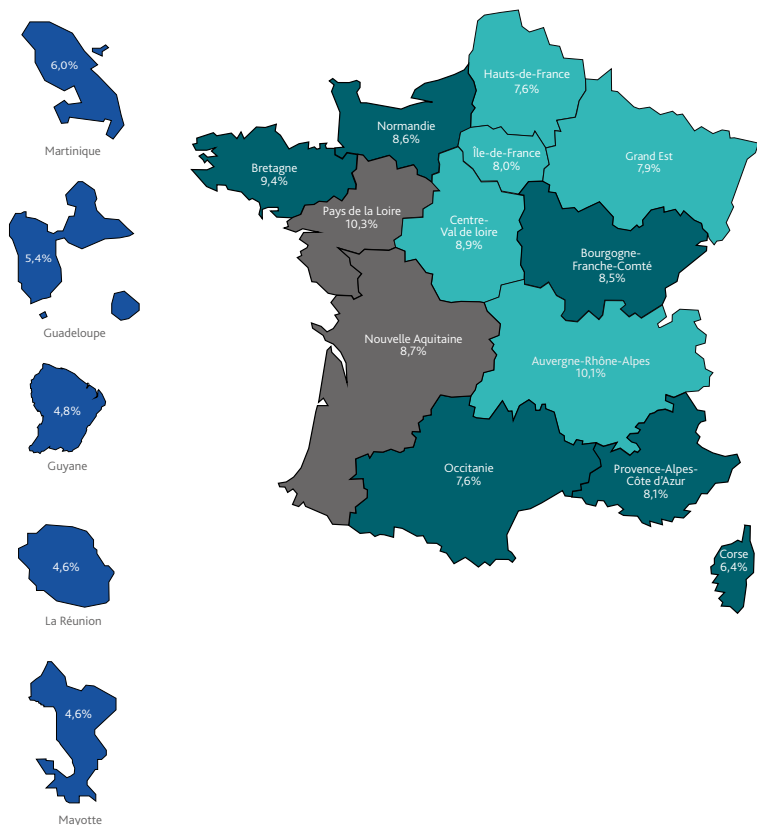 6,0%
Martinique
5,4%
Guadeloupe
4,8%
Guyane
4,6%
La Réunion
4,6%
Mayotte
Hauts-de-France
7,6%
Normandie
8,6%
Île-de-France
8,0%
Grand Est
7,9%
Bretagne
9,4%
Pays de la Loire
10,3%
Centre-
Val de loire
8,9%
Bourgogne-
Franche-Comté
8,5%
Nouvelle Aquitaine
8,7%
Auvergne-Rhône-Alpes
10,1%
Occitanie
7,6%
Provence-Alpes-
Côte d'Azur
8,1%
Corse
6,4%